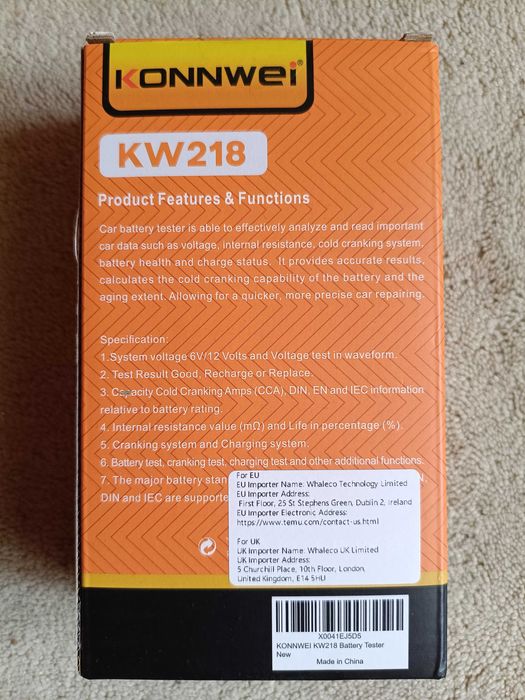 KONNWEI®
KW218
Product Features & Functions
Car battery tester is able to effectively analyze and read important
car data such as voltage, internal resistance, cold cranking system,
battery health and charge status. It provides accurate results,
calculates the cold cranking capability of the battery and the
aging extent. Allowing for a quicker, more precise car repairing.
Specification:
1.System voltage 6V/12 Volts and Voltage test in waveform.
2. Test Result Good, Recharge or Replace.
3. Capacity Cold Cranking Amps (CCA), DIN, EN and IEC information
relative to battery rating.
4. Internal resistance value (mΩ) and Life in percentage (%).
5. Cranking system and Charging system.
6. Battery test, cranking test, charging test and other additional functions.
7. The major battery stan
DIN and IEC are supporte
For EU
EU Importer Name: Whaleco Technology Limited
EU Importer Address:
First Floor, 25 St Stephens Green, Dublin 2, Ireland
EU Importer Electronic Address:
https://www.temu.com/contact-us.html
For UK
UK Importer Name: Whaleco UK Limited
UK Importer Address:
5 Churchill Place, 10th Floor, London,
United Kingdom, E14 5HU
X0041EJ5D5
KONNWEI KW218 Battery Tester
New
Made in China